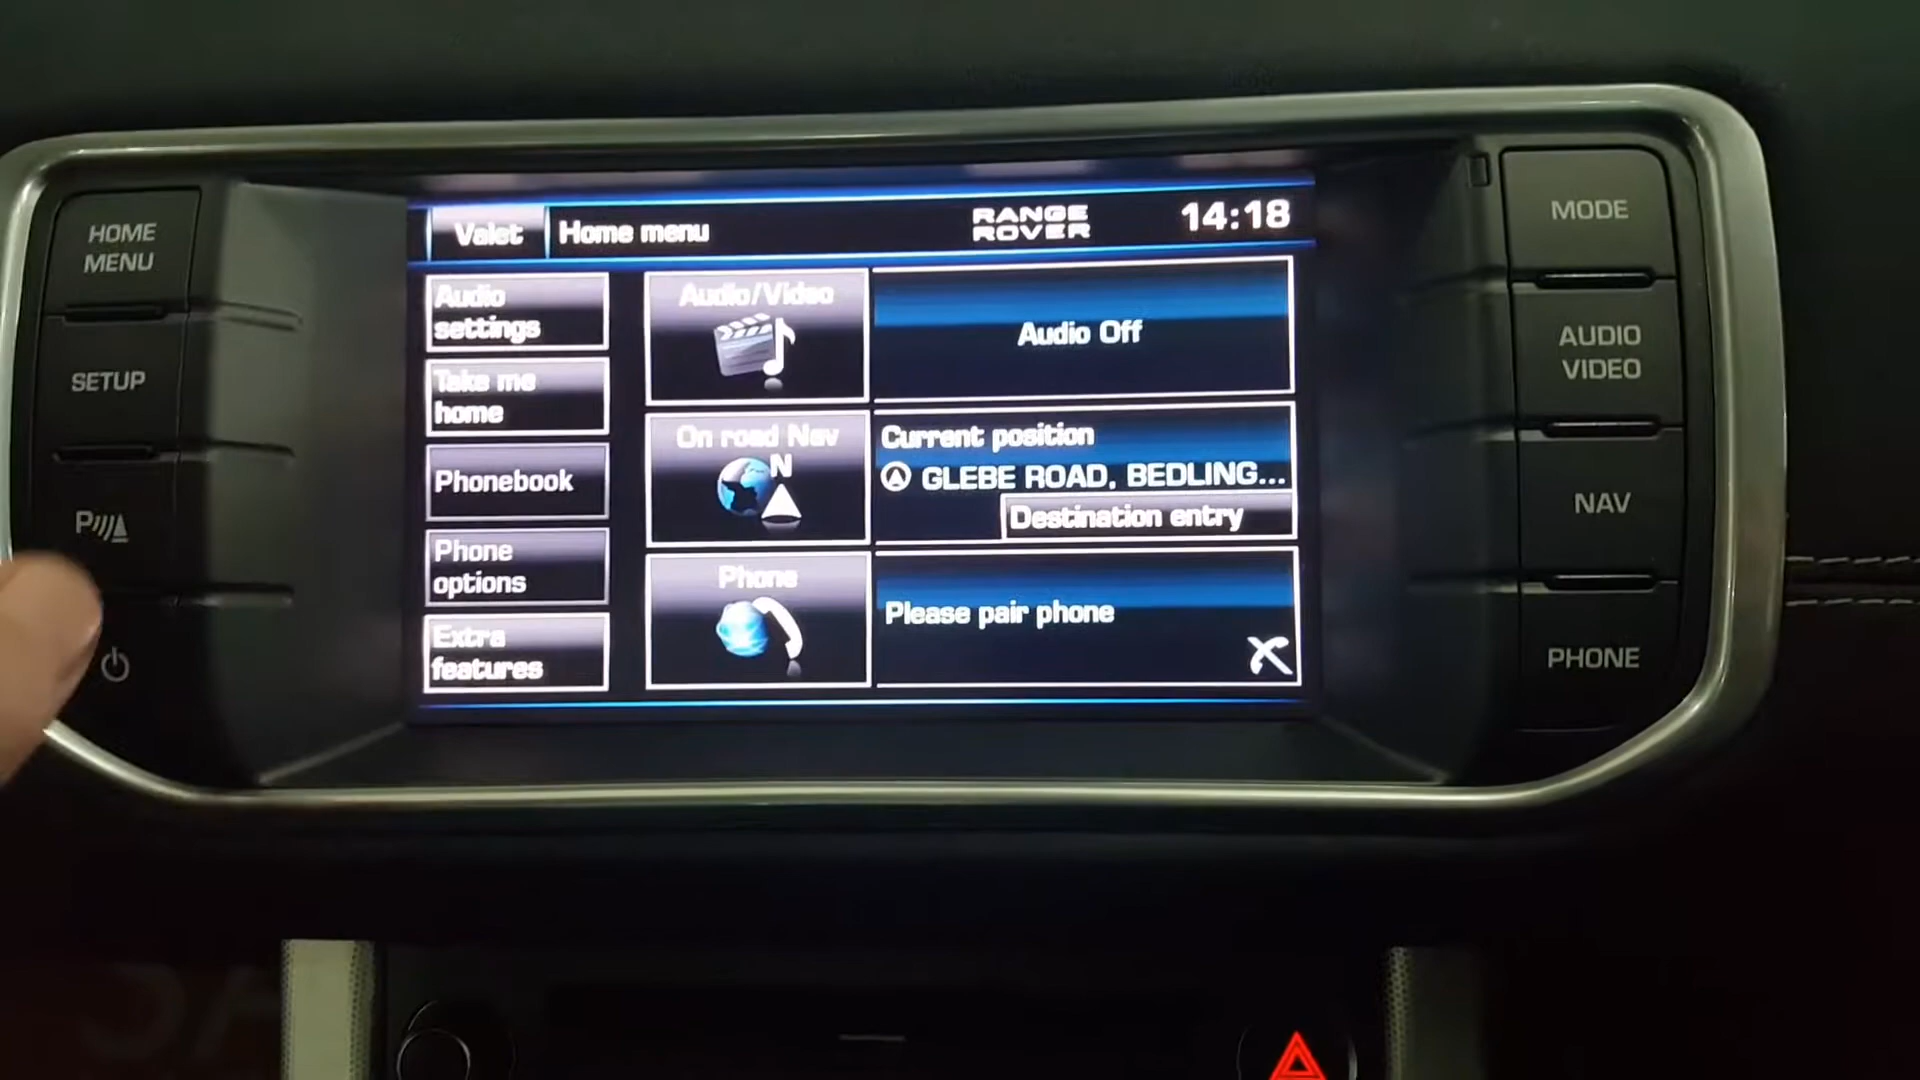 HOME
MENU
SETUP
P
Valet
Home menu
RANGE
ROVER
14:18
Audio
settings
Take me
home
Phonebook
Phone
options
Extra
features
Audio/Video
Audio Off
On road Nav
N
Current position
GLEBE ROAD, BEDLING...
Destination entry
Phone
Please pair phone
MODE
AUDIO
VIDEO
NAV
PHONE